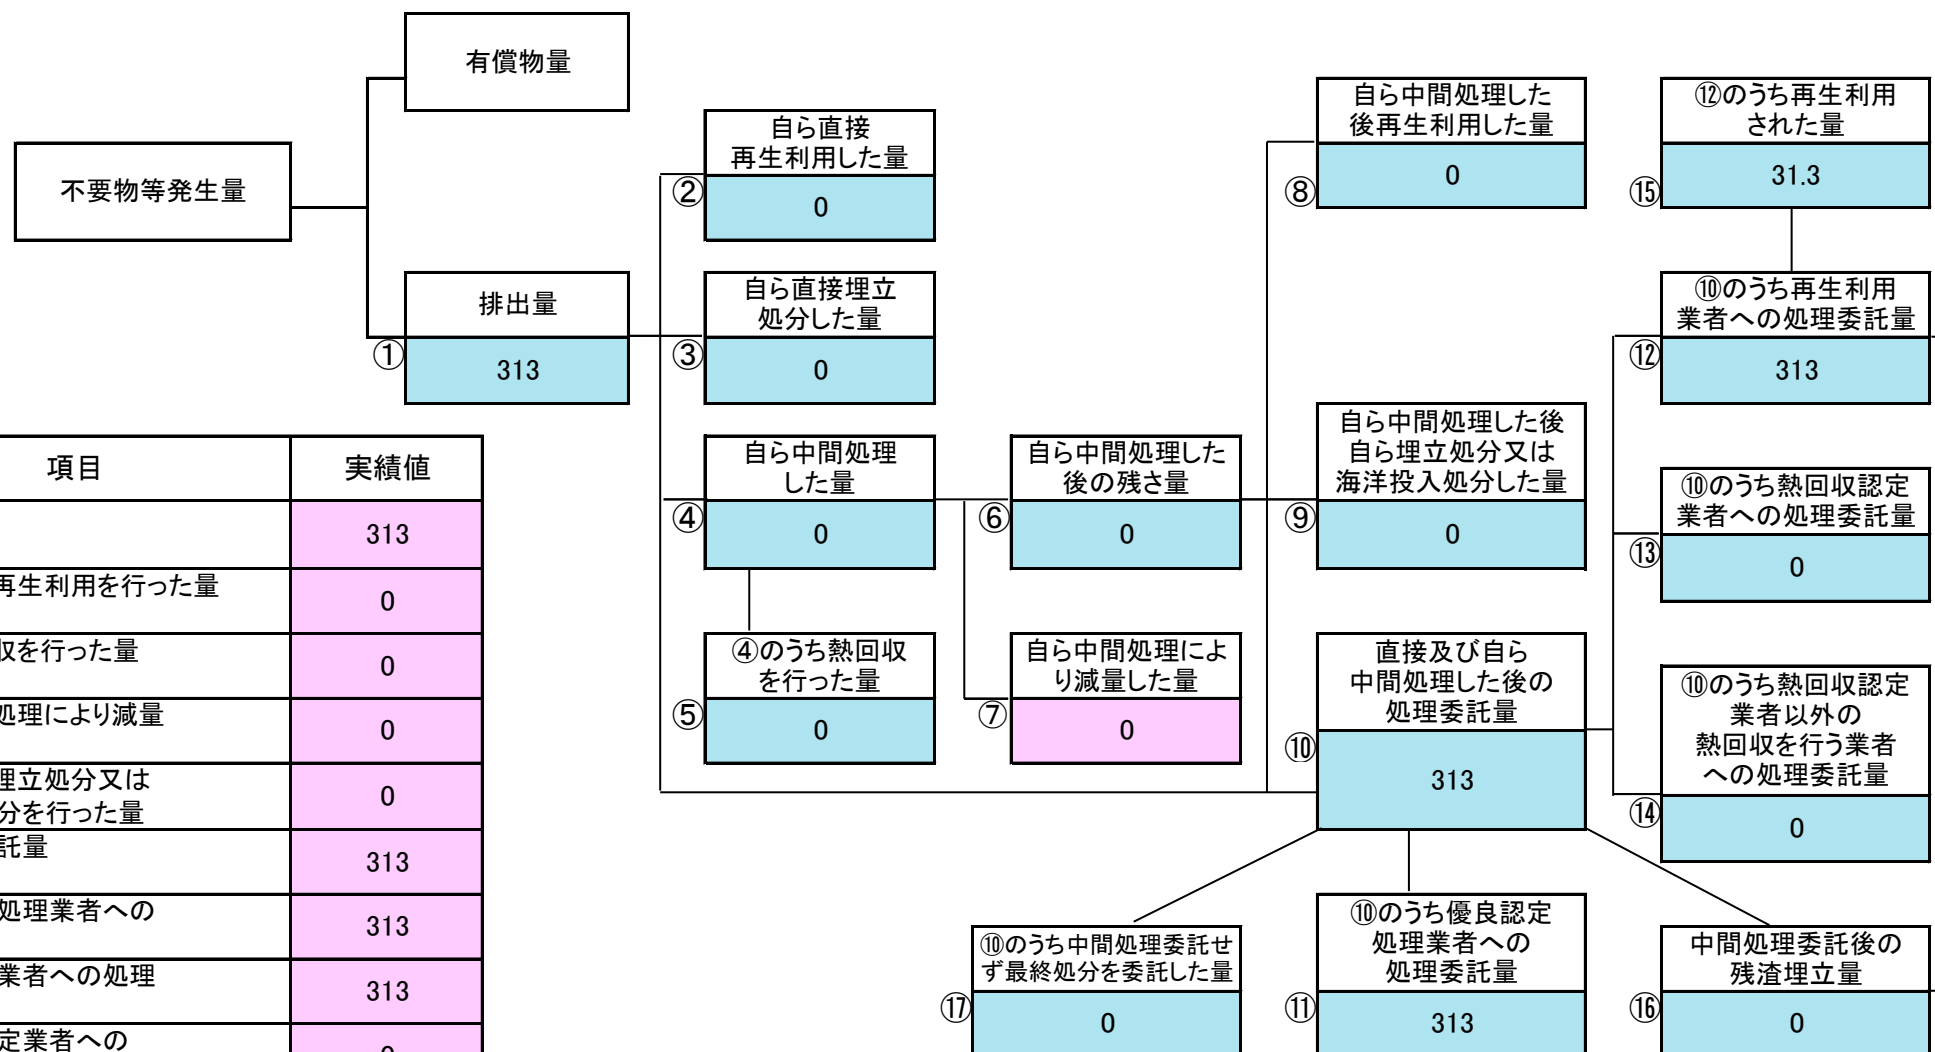 有償物量
不要物等発生量
排出量
①
313
自ら直接
再生利用した量
②
0
自ら直接埋立
処分した量
③
0
自ら中間処理
した量
④
0
④のうち熱回収
を行った量
⑤
0
自ら中間処理した
後の残さ量
⑥
0
自ら中間処理によ
り減量した量
⑦
0
自ら中間処理した
後再生利用した量
⑧
0
自ら中間処理した後
自ら埋立処分又は
海洋投入処分した量
⑨
0
直接及び自ら
中間処理した後の
処理委託量
⑩
313
⑫のうち再生利用
された量
⑮
31.3
⑩のうち再生利用
業者への処理委託量
⑫
313
⑩のうち熱回収認定
業者への処理委託量
⑬
0
⑩のうち熱回収認定
業者以外の
熱回収を行う業者
への処理委託量
⑭
0
⑩のうち中間処理委託せ
ず最終処分を委託した量
⑰
0
⑩のうち優良認定
処理業者への
処理委託量
⑪
313
中間処理委託後の
残渣埋立量
⑯
0
項目 実績値
313
再生利用を行った量 0
収を行った量 0
処理により減量 0
埋立処分又は
分を行った量 0
託量 313
処理業者への 313
業者への処理 313
定業者への